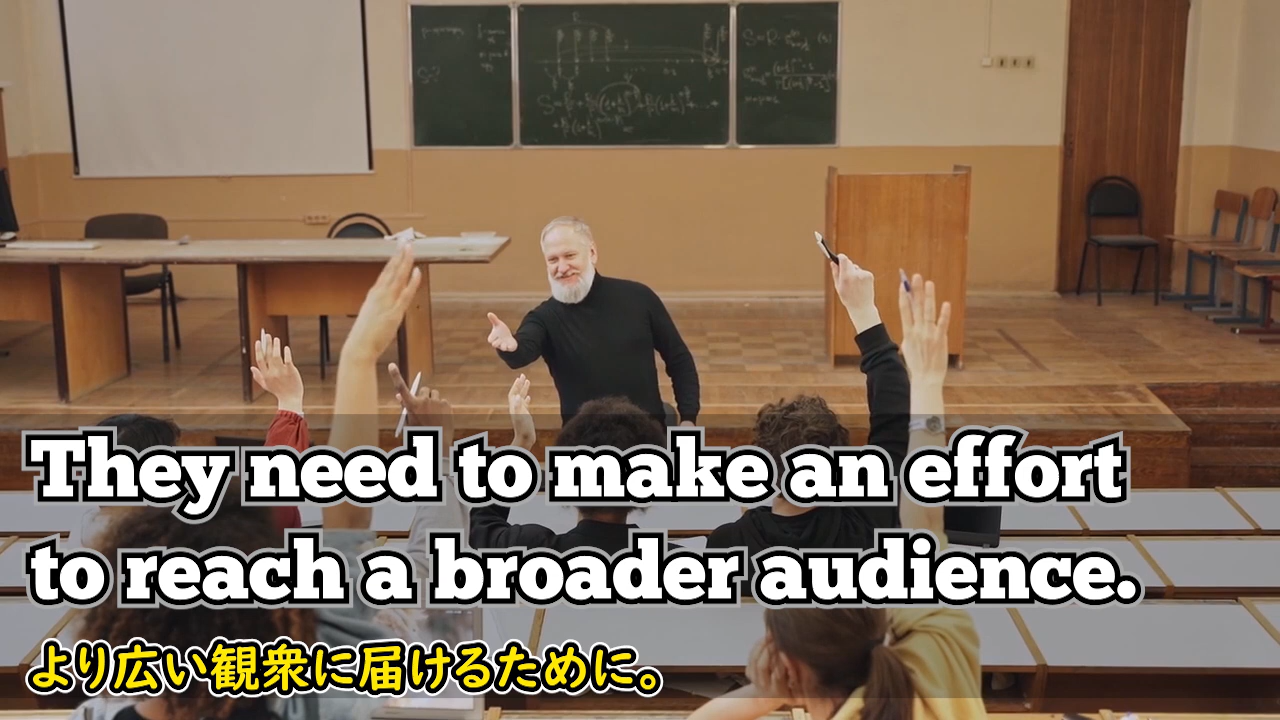 They need to make an effort
to reach a broader audience.
より広い観衆に届けるために。